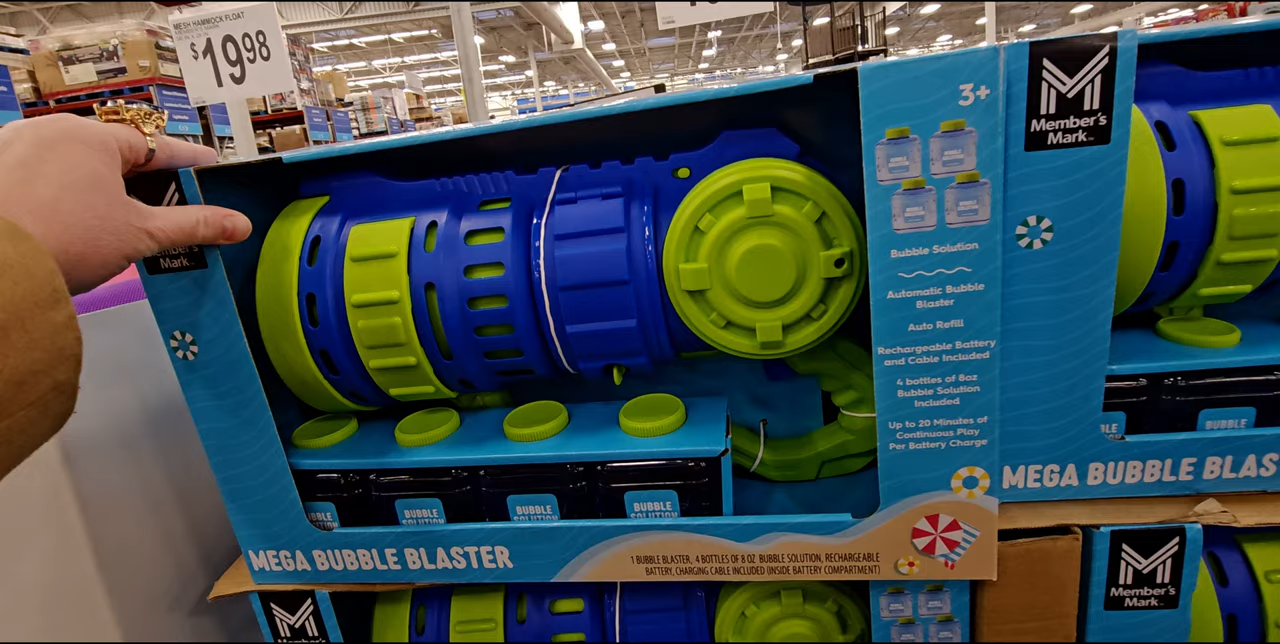 MESH HAMMOCK FLOAT
$19.98
Member's
Mark
3+
Bubble Solution
Automatic Bubble
Blaster
Auto Refill
Rechargeable Battery
and Cable Included
4 bottles of 8oz
Bubble Solution
Included
Up to 20 Minutes of
Continuous Play
Per Battery Charge
BUBBLE
SOLUTION
BUBBLE
SOLUTION
BUBBLE
SOLUTION
MEGA BUBBLE BLASTER
1 BUBBLE BLASTER, 4 BOTTLES OF 8 OZ BUBBLE SOLUTION, RECHARGEABLE
BATTERY, CHARGING CABLE INCLUDED (INSIDE BATTERY COMPARTMENT)
Member's
Mark
BUBBLE
MEGA BUBBLE BLAS
Member's
Mark